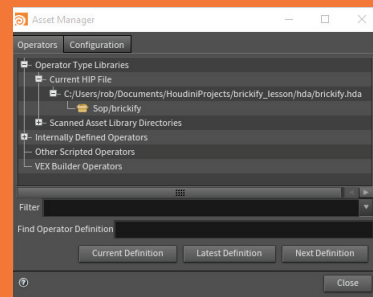 Asset Manager
Operators Configuration
Operator Type Libraries
Current HIP File
C:/Users/rob/Documents/HoudiniProjects/brickify_lesson/hda/brickify.hda
Sop/brickify
Scanned Asset Library Directories
Internally Defined Operators
Other Scripted Operators
VEX Builder Operators
Filter
Find Operator Definition
Current Definition Latest Definition Next Definition
Close